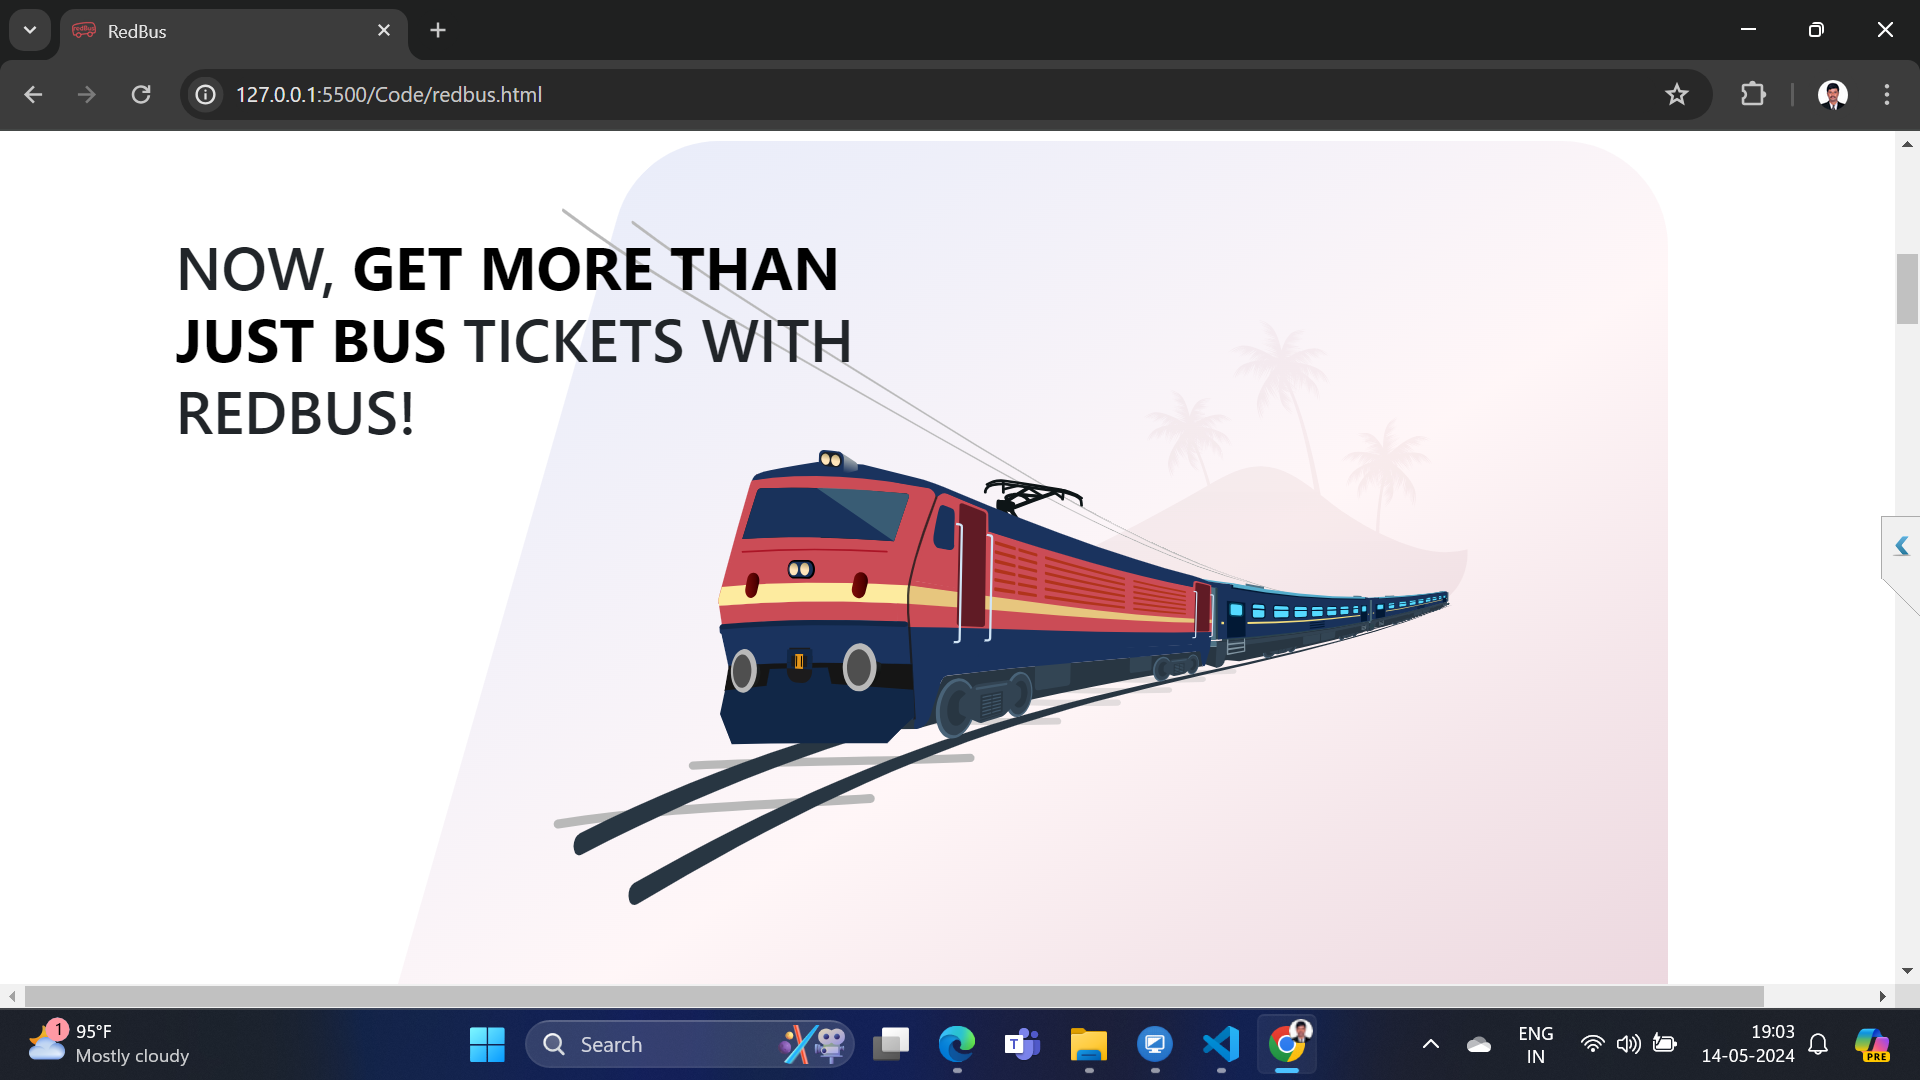 RedBus
127.0.0.1:5500/Code/redbus.html
NOW, GET MORE THAN
JUST BUS TICKETS WITH
REDBUS!
1
95°F
Mostly cloudy
Search
T
ENG
IN
19:03
14-05-2024
PRE